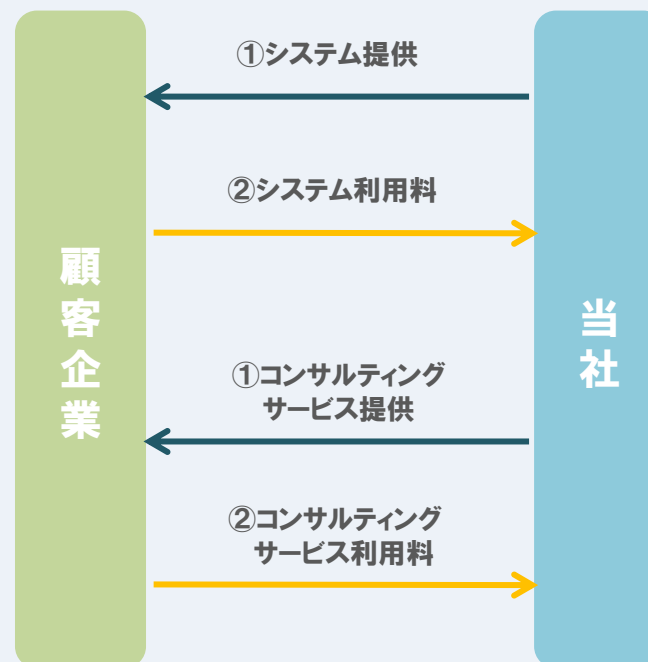 ①システム提供
②システム利用料
顧客企業
当社
①コンサルティング
サービス提供
②コンサルティング
サービス利用料